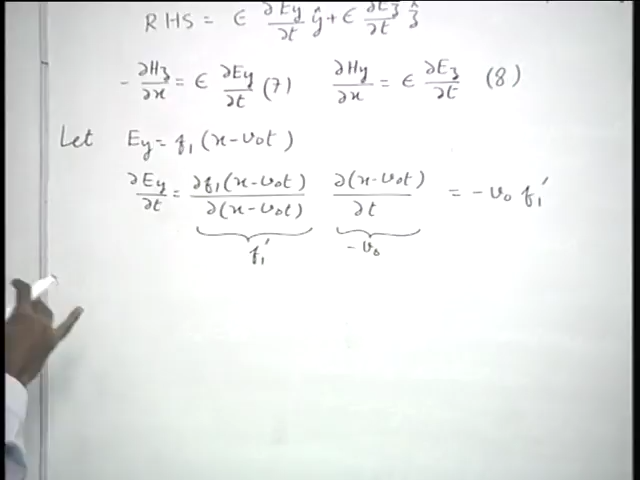 RHS = ϵ ∂Ey/∂t ŷ + ϵ ∂Ez/∂t ẑ
- ∂Hz/∂x = ϵ ∂Ey/∂t (7) ∂Hy/∂x = ϵ ∂Ez/∂t (8)
Let Ey = f₁(x-v₀t)
∂Ey/∂t = ∂f₁(x-v₀t)/∂(x-v₀t) ∂(x-v₀t)/∂t = -v₀ f₁′
f₁′ -v₀